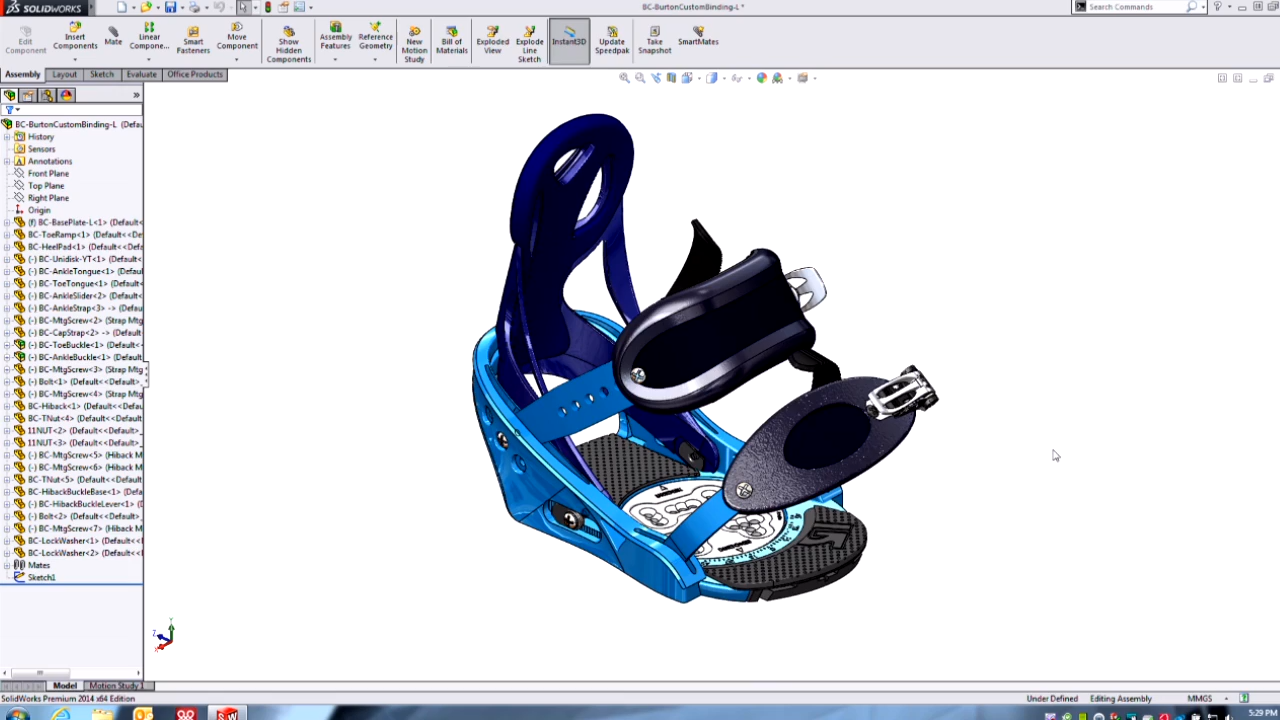 SOLIDWORKS
BC-BurtonCustomBinding-L *
Search Commands
Edit Component
Insert Components
Mate
Linear Compone...
Smart Fasteners
Move Component
Show Hidden Components
Assembly Features
Reference Geometry
New Motion Study
Bill of Materials
Exploded View
Explode Line Sketch
Instant3D
Update Speedpak
Take Snapshot
SmartMates
Assembly Layout Sketch Evaluate Office Products
BC-BurtonCustomBinding-L (Defau
History
Sensors
Annotations
Front Plane
Top Plane
Right Plane
Origin
(f) BC-BasePlate-L<1> (Default<
BC-ToeRamp<1> (Default<<De
BC-HeelPad<1> (Default<<Def
(-) BC-Unidisk-YT<1> (Default<
(-) BC-AnkleTongue<1> (Defaul
(-) BC-ToeTongue<1> (Default<
(-) BC-AnkleSlider<2> (Default<
(-) BC-AnkleStrap<3> -> (Defaul
(-) BC-MtgScrew<2> (Strap Mtg
(-) BC-CapStrap<2> -> (Default<
(-) BC-ToeBuckle<1> (Default<<
(-) BC-AnkleBuckle<1> (Default
(-) BC-MtgScrew<3> (Strap Mtg
(-) Bolt<1> (Default<<Default>_
(-) BC-MtgScrew<4> (Strap Mtg
BC-Hiback<1> (Default<<Defau
BC-TNut<4> (Default<<Default
11NUT<2> (Default<<Default>_
11NUT<3> (Default<<Default>_
(-) BC-MtgScrew<5> (Hiback M
(-) BC-MtgScrew<6> (Hiback M
BC-TNut<5> (Default<<Default
BC-HibackBuckleBase<1> (Defa
(-) BC-HibackBuckleLever<1> (D
(-) Bolt<2> (Default<<Default>_
(-) BC-MtgScrew<7> (Hiback M
BC-LockWasher<1> (Default<<
BC-LockWasher<2> (Default<<
Mates
Sketch1
Y
Z
X
Model Motion Study 1
SolidWorks Premium 2014 x64 Edition
Under Defined Editing Assembly MMGS
5:29 PM